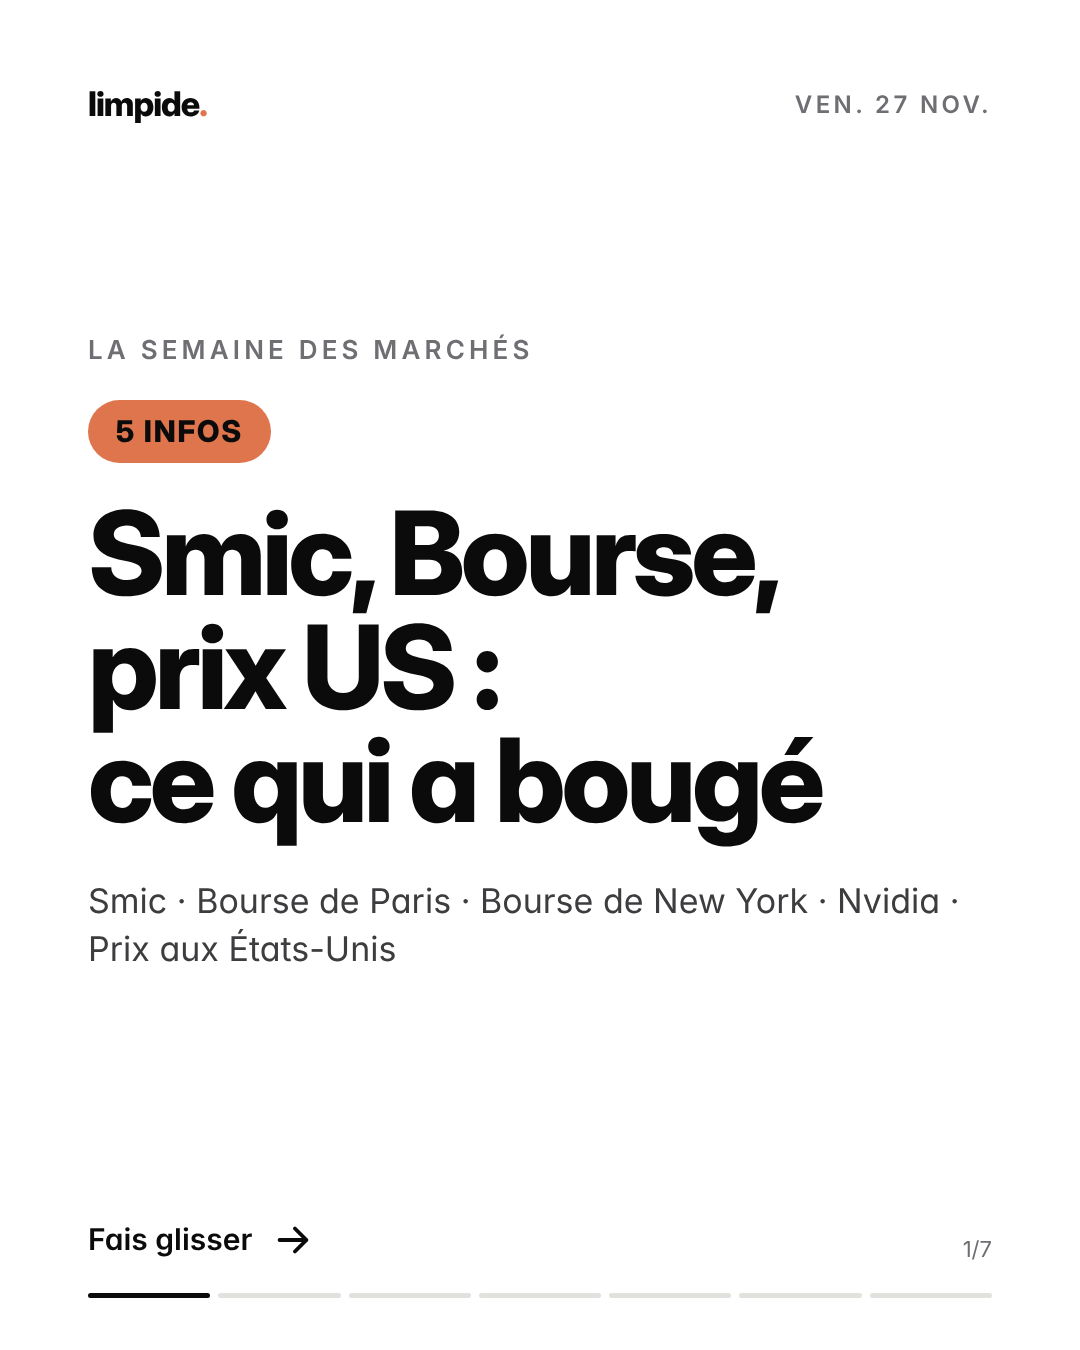 limpide.
VEN. 27 NOV.
LA SEMAINE DES MARCHÉS
5 INFOS
Smic, Bourse,
prix US :
ce qui a bougé
Smic · Bourse de Paris · Bourse de New York · Nvidia ·
Prix aux États-Unis
Fais glisser →
1/7